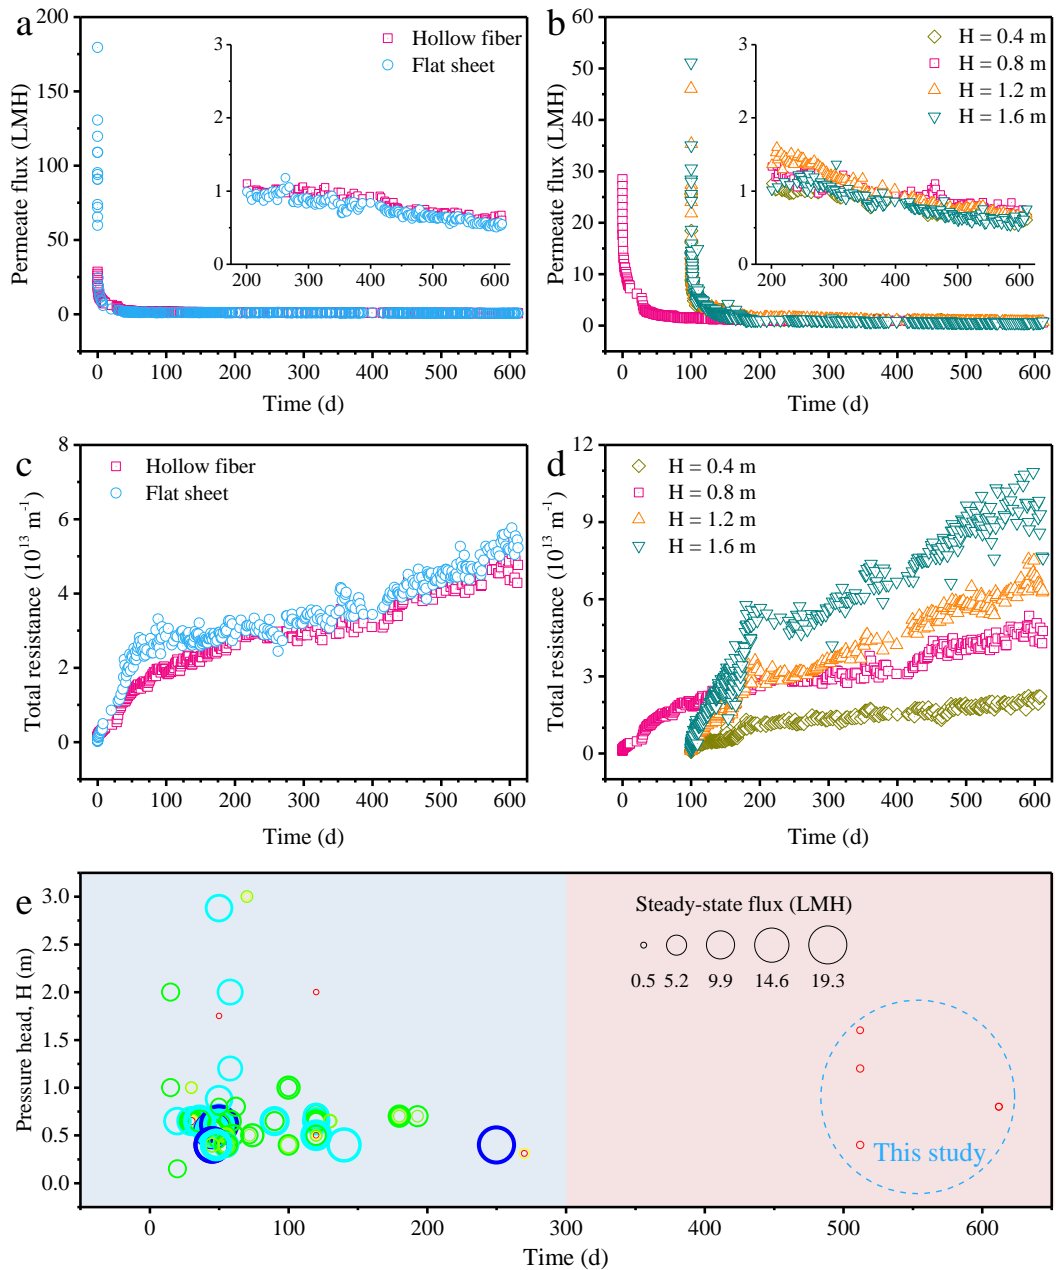 a
200
175
150
125
100
75
50
25
0
Permeate flux (LMH)
Hollow fiber
Flat sheet
3
2
1
0
200 300 400 500 600
0 100 200 300 400 500 600
Time (d)
b
60
50
40
30
20
10
0
Permeate flux (LMH)
H = 0.4 m
H = 0.8 m
H = 1.2 m
H = 1.6 m
3
2
1
0
200 300 400 500 600
0 100 200 300 400 500 600
Time (d)
c
8
6
4
2
0
Total resistance (10¹³ m⁻¹)
Hollow fiber
Flat sheet
0 100 200 300 400 500 600
Time (d)
d
12
9
6
3
0
Total resistance (10¹³ m⁻¹)
H = 0.4 m
H = 0.8 m
H = 1.2 m
H = 1.6 m
0 100 200 300 400 500 600
Time (d)
e
3.0
2.5
2.0
1.5
1.0
0.5
0.0
Pressure head, H (m)
Steady-state flux (LMH)
0.5 5.2 9.9 14.6 19.3
This study
0 100 200 300 400 500 600
Time (d)